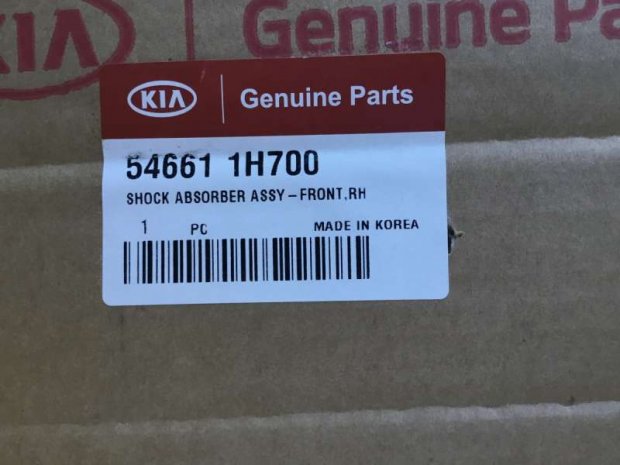 KIA Genuine Pa
KIA Genuine Parts
54661 1H700
SHOCK ABSORBER ASSY-FRONT,RH
1 PC MADE IN KOREA